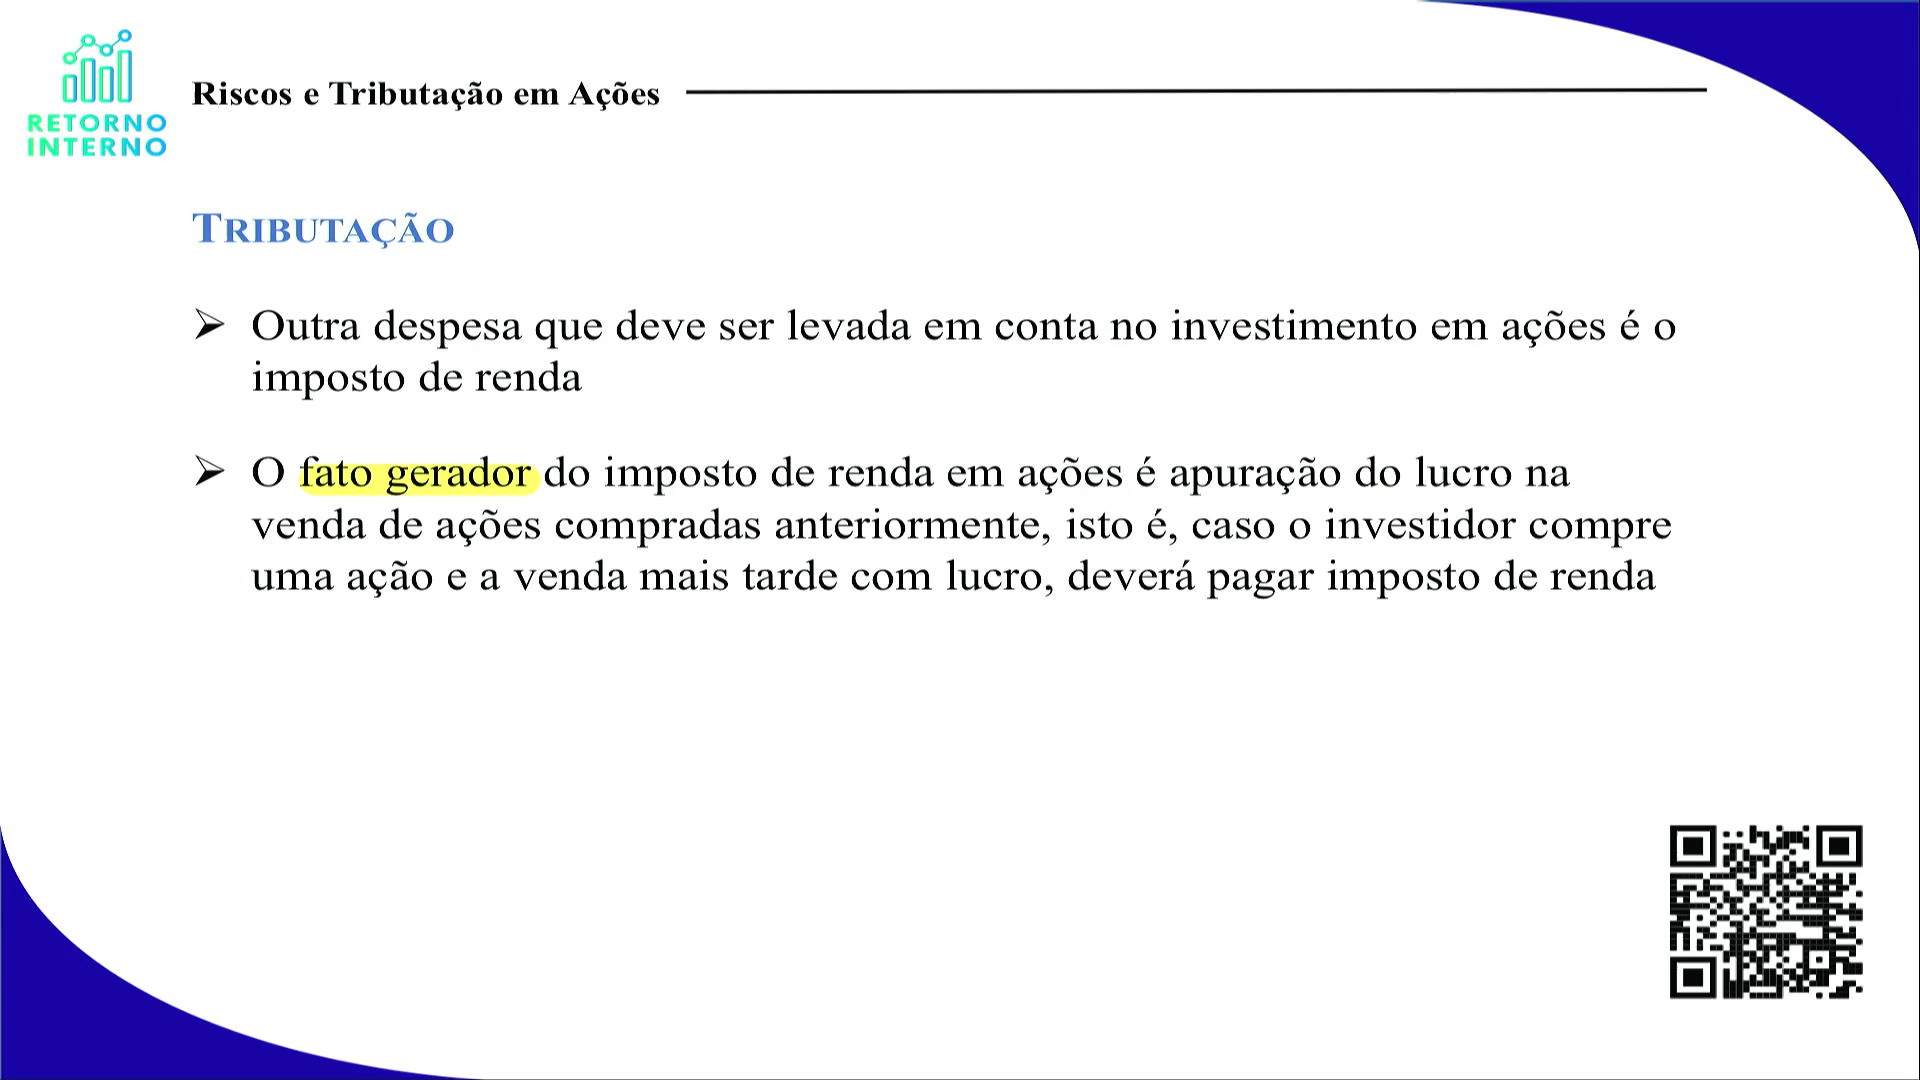 RETORNO
INTERNO
Riscos e Tributação em Ações
TRIBUTAÇÃO
➢ Outra despesa que deve ser levada em conta no investimento em ações é o
imposto de renda
➢ O fato gerador do imposto de renda em ações é apuração do lucro na
venda de ações compradas anteriormente, isto é, caso o investidor compre
uma ação e a venda mais tarde com lucro, deverá pagar imposto de renda